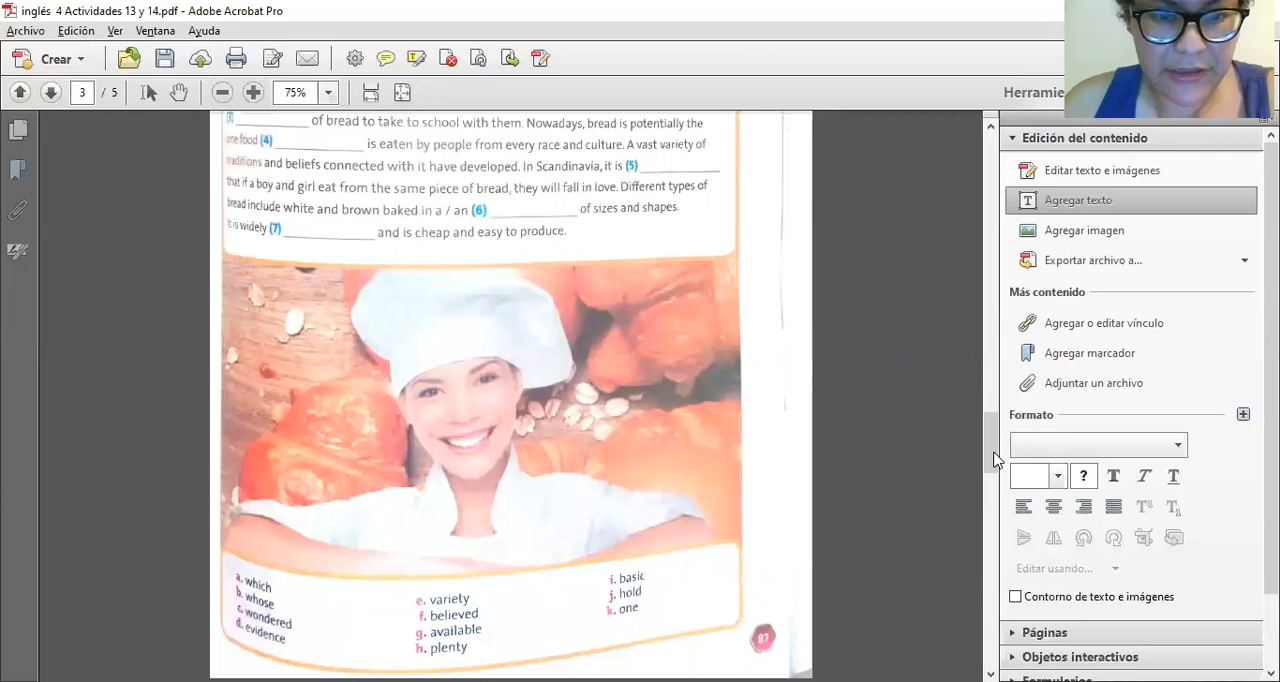 inglés 4 Actividades 13 y 14.pdf - Adobe Acrobat Pro
Archivo Edición Ver Ventana Ayuda
Crear
3 / 5 75% Herramie
(3) ____ of bread to take to school with them. Nowadays, bread is potentially the
one food (4) ____ is eaten by people from every race and culture. A vast variety of
traditions and beliefs connected with it have developed. In Scandinavia, it is (5) ____
that if a boy and girl eat from the same piece of bread, they will fall in love. Different types of
bread include white and brown baked in a / an (6) ____ of sizes and shapes.
It is widely (7) ____ and is cheap and easy to produce.
a. which
b. whose
c. wondered
d. evidence
e. variety
f. believed
g. available
h. plenty
i. basic
j. hold
k. one
87
Edición del contenido
Editar texto e imágenes
Agregar texto
Agregar imagen
Exportar archivo a...
Más contenido
Agregar o editar vínculo
Agregar marcador
Adjuntar un archivo
Formato
Editar usando...
Contorno de texto e imágenes
Páginas
Objetos interactivos